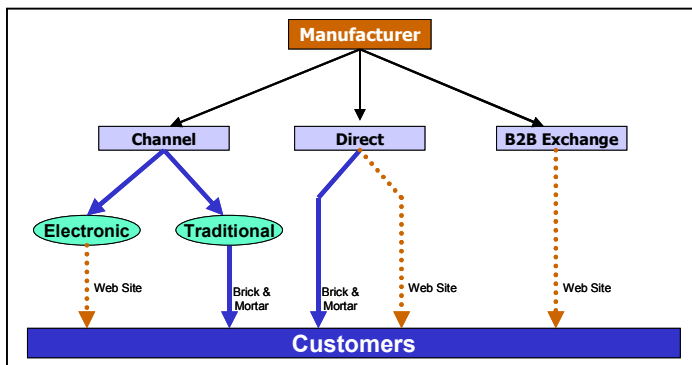 Manufacturer
Channel
Direct
B2B Exchange
Electronic
Traditional
Web Site
Brick &
Mortar
Brick &
Mortar
Web Site
Web Site
Customers